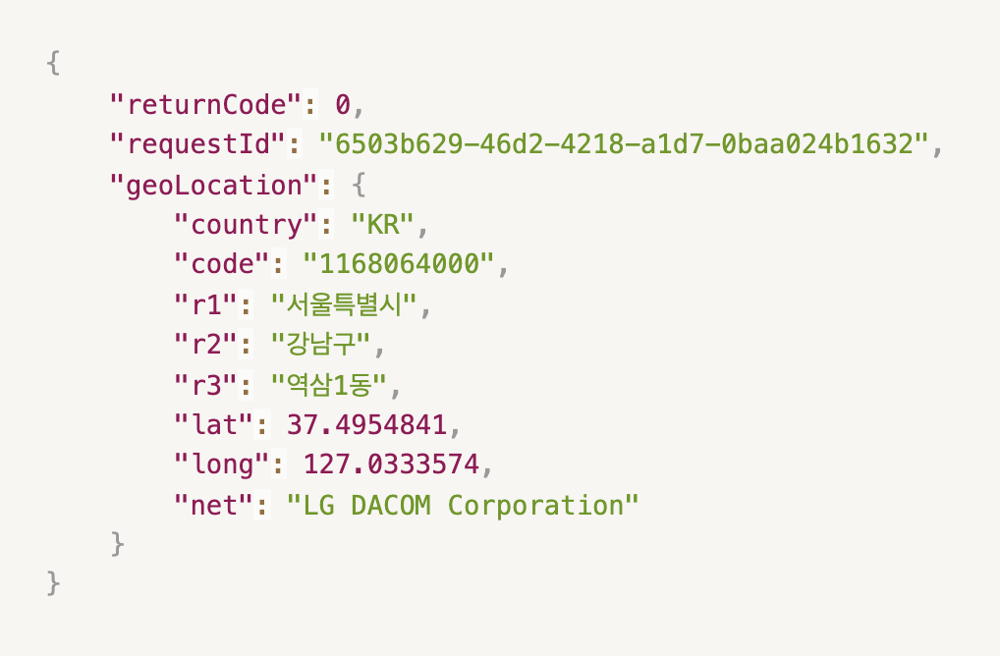 {
    "returnCode": 0,
    "requestId": "6503b629-46d2-4218-a1d7-0baa024b1632",
    "geoLocation": {
        "country": "KR",
        "code": "1168064000",
        "r1": "서울특별시",
        "r2": "강남구",
        "r3": "역삼1동",
        "lat": 37.4954841,
        "long": 127.0333574,
        "net": "LG DACOM Corporation"
    }
}